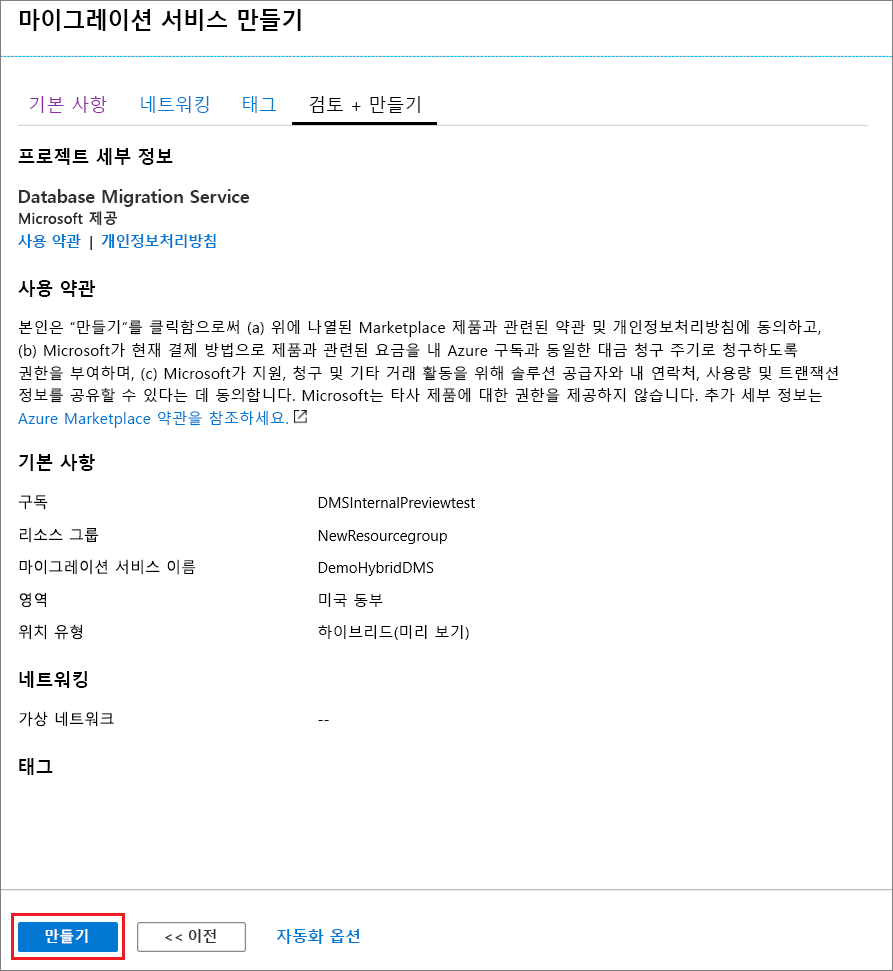 마이그레이션 서비스 만들기
기본 사항 네트워킹 태그 검토 + 만들기
프로젝트 세부 정보
Database Migration Service
Microsoft 제공
사용 약관 | 개인정보처리방침
사용 약관
본인은 “만들기”를 클릭함으로써 (a) 위에 나열된 Marketplace 제품과 관련된 약관 및 개인정보처리방침에 동의하고,
(b) Microsoft가 현재 결제 방법으로 제품과 관련된 요금을 내 Azure 구독과 동일한 대금 청구 주기로 청구하도록
권한을 부여하며, (c) Microsoft가 지원, 청구 및 기타 거래 활동을 위해 솔루션 공급자와 내 연락처, 사용량 및 트랜잭션
정보를 공유할 수 있다는 데 동의합니다. Microsoft는 타사 제품에 대한 권한을 제공하지 않습니다. 추가 세부 정보는
Azure Marketplace 약관을 참조하세요.
기본 사항
구독 DMSInternalPreviewtest
리소스 그룹 NewResourcegroup
마이그레이션 서비스 이름 DemoHybridDMS
영역 미국 동부
위치 유형 하이브리드(미리 보기)
네트워킹
가상 네트워크 --
태그
만들기 << 이전 자동화 옵션